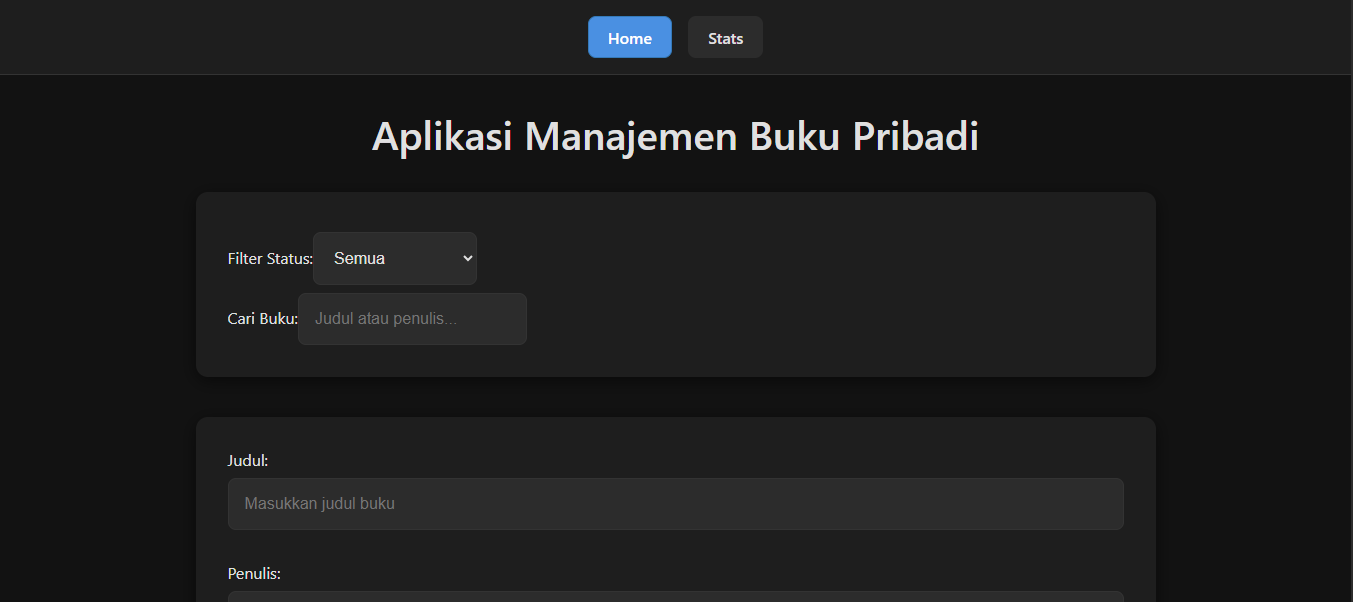 Home Stats
Aplikasi Manajemen Buku Pribadi
Filter Status: Semua
Cari Buku: Judul atau penulis...
Judul:
Masukkan judul buku
Penulis: